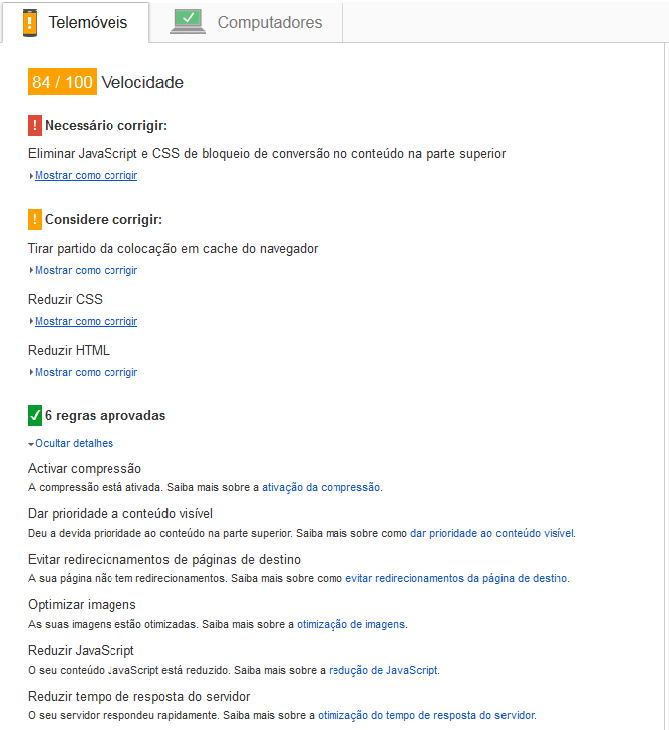 Telemóveis
Computadores
84 / 100 Velocidade
! Necessário corrigir:
Eliminar JavaScript e CSS de bloqueio de conversão no conteúdo na parte superior
Mostrar como corrigir
! Considere corrigir:
Tirar partido da colocação em cache do navegador
Mostrar como corrigir
Reduzir CSS
Mostrar como corrigir
Reduzir HTML
Mostrar como corrigir
6 regras aprovadas
Ocultar detalhes
Activar compressão
A compressão está ativada. Saiba mais sobre a ativação da compressão.
Dar prioridade a conteúdo visível
Deu a devida prioridade ao conteúdo na parte superior. Saiba mais sobre como dar prioridade ao conteúdo visível.
Evitar redirecionamentos de páginas de destino
A sua página não tem redirecionamentos. Saiba mais sobre como evitar redirecionamentos da página de destino.
Optimizar imagens
As suas imagens estão otimizadas. Saiba mais sobre a otimização de imagens.
Reduzir JavaScript
O seu conteúdo JavaScript está reduzido. Saiba mais sobre a redução de JavaScript.
Reduzir tempo de resposta do servidor
O seu servidor respondeu rapidamente. Saiba mais sobre a otimização do tempo de resposta do servidor.